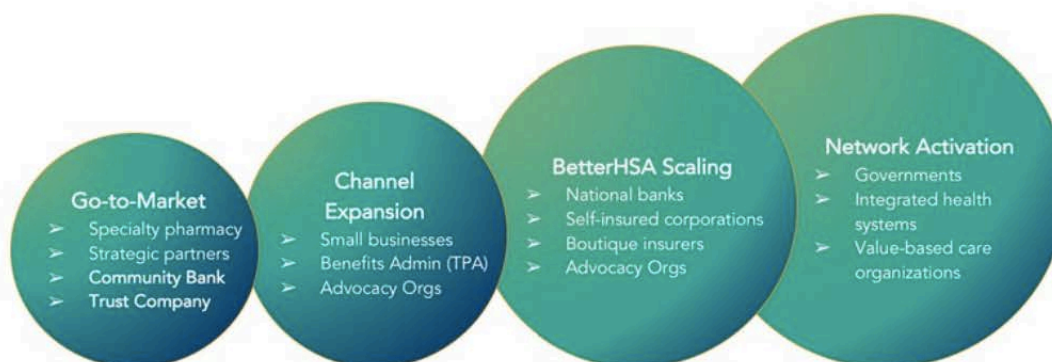 Go-to-Market
➢ Specialty pharmacy
➢ Strategic partners
➢ Community Bank
➢ Trust Company
Channel
Expansion
➢ Small businesses
➢ Benefits Admin (TPA)
➢ Advocacy Orgs
BetterHSA Scaling
➢ National banks
➢ Self-insured corporations
➢ Boutique insurers
➢ Advocacy Orgs
Network Activation
➢ Governments
➢ Integrated health
systems
➢ Value-based care
organizations